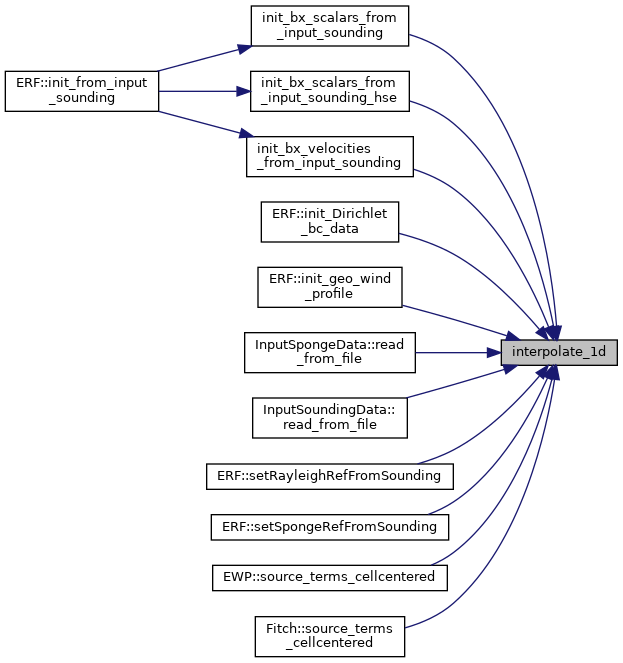 init_bx_scalars_from
_input_sounding
ERF::init_from_input
_sounding
init_bx_scalars_from
_input_sounding_hse
init_bx_velocities
_from_input_sounding
ERF::init_Dirichlet
_bc_data
ERF::init_geo_wind
_profile
InputSpongeData::read
_from_file
interpolate_1d
InputSoundingData::
read_from_file
ERF::setRayleighRefFromSounding
ERF::setSpongeRefFromSounding
EWP::source_terms_cellcentered
Fitch::source_terms
_cellcentered